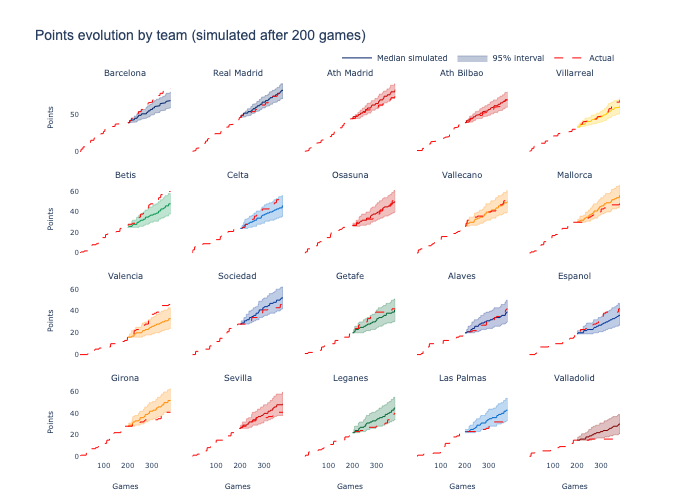 Points evolution by team (simulated after 200 games)
Median simulated 95% interval Actual
Barcelona Real Madrid Ath Madrid Ath Bilbao Villarreal
Points
50
0
Betis Celta Osasuna Vallecano Mallorca
Points
60
40
20
0
Valencia Sociedad Getafe Alaves Espanol
Points
60
40
20
0
Girona Sevilla Leganes Las Palmas Valladolid
Points
60
40
20
0
100 200 300 100 200 300 100 200 300 100 200 300 100 200 300
Games Games Games Games Games